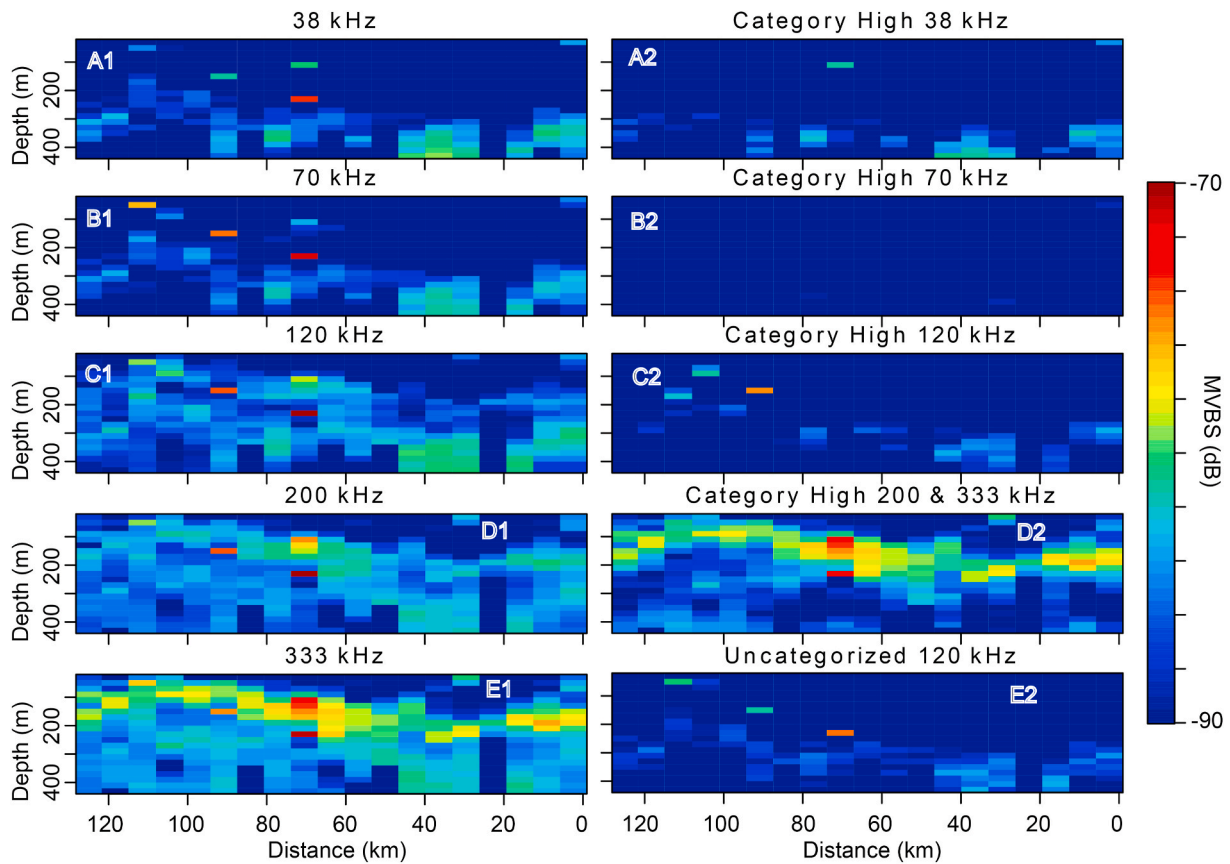 38 kHz
Category High 38 kHz
A1
A2
Depth (m)
200
400
70 kHz
Category High 70 kHz
B1
B2
Depth (m)
200
400
120 kHz
Category High 120 kHz
C1
C2
Depth (m)
200
400
200 kHz
Category High 200 & 333 kHz
D1
D2
Depth (m)
200
400
333 kHz
Uncategorized 120 kHz
E1
E2
Depth (m)
200
400
120 100 80 60 40 20 0
120 100 80 60 40 20 0
Distance (km)
Distance (km)
-70
MVBS (dB)
-90